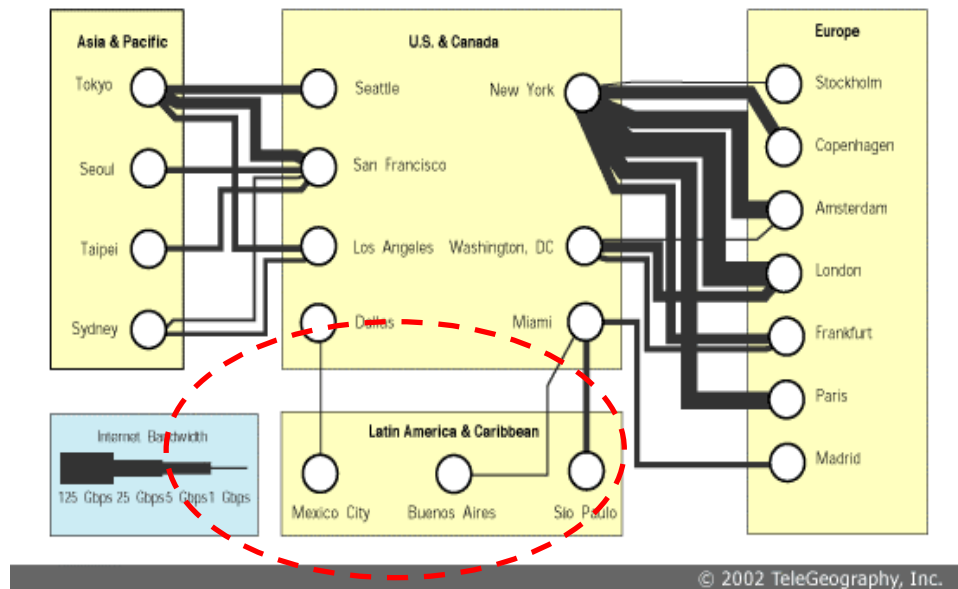 Asia & Pacific
Tokyo
Seoul
Taipei
Sydney
U.S. & Canada
Seattle
New York
San Francisco
Los Angeles
Washington, DC
Dallas
Miami
Europe
Stockholm
Copenhagen
Amsterdam
London
Frankfurt
Paris
Madrid
Internet Bandwidth
125 Gbps 25 Gbps 5 Gbps 1 Gbps
Latin America & Caribbean
Mexico City
Buenos Aires
São Paulo
© 2002 TeleGeography, Inc.